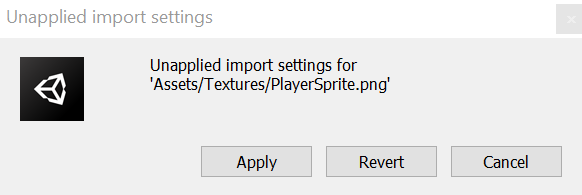 Unapplied import settings
Unapplied import settings for
'Assets/Textures/PlayerSprite.png'
Apply
Revert
Cancel